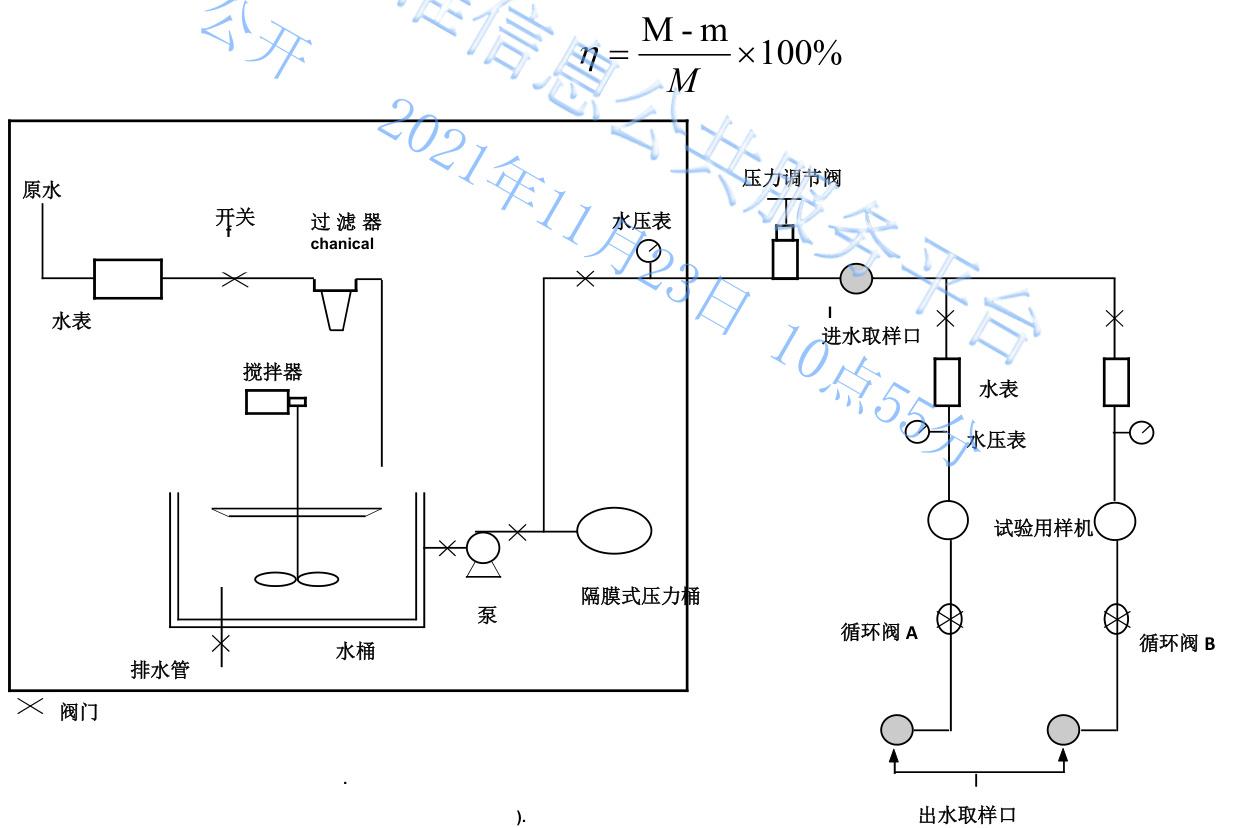 η = M - m / M ×100%
公开
准信息公共服务平台
2021年11月23日 10点55分
原水
开关
f
过 滤 器
chanical
水表
搅拌器
水压表
压力调节阀
I
进水取样口
水表
水压表
试验用样机
隔膜式压力桶
泵
水桶
排水管
循环阀 A
循环阀 B
阀门
.
).
出水取样口